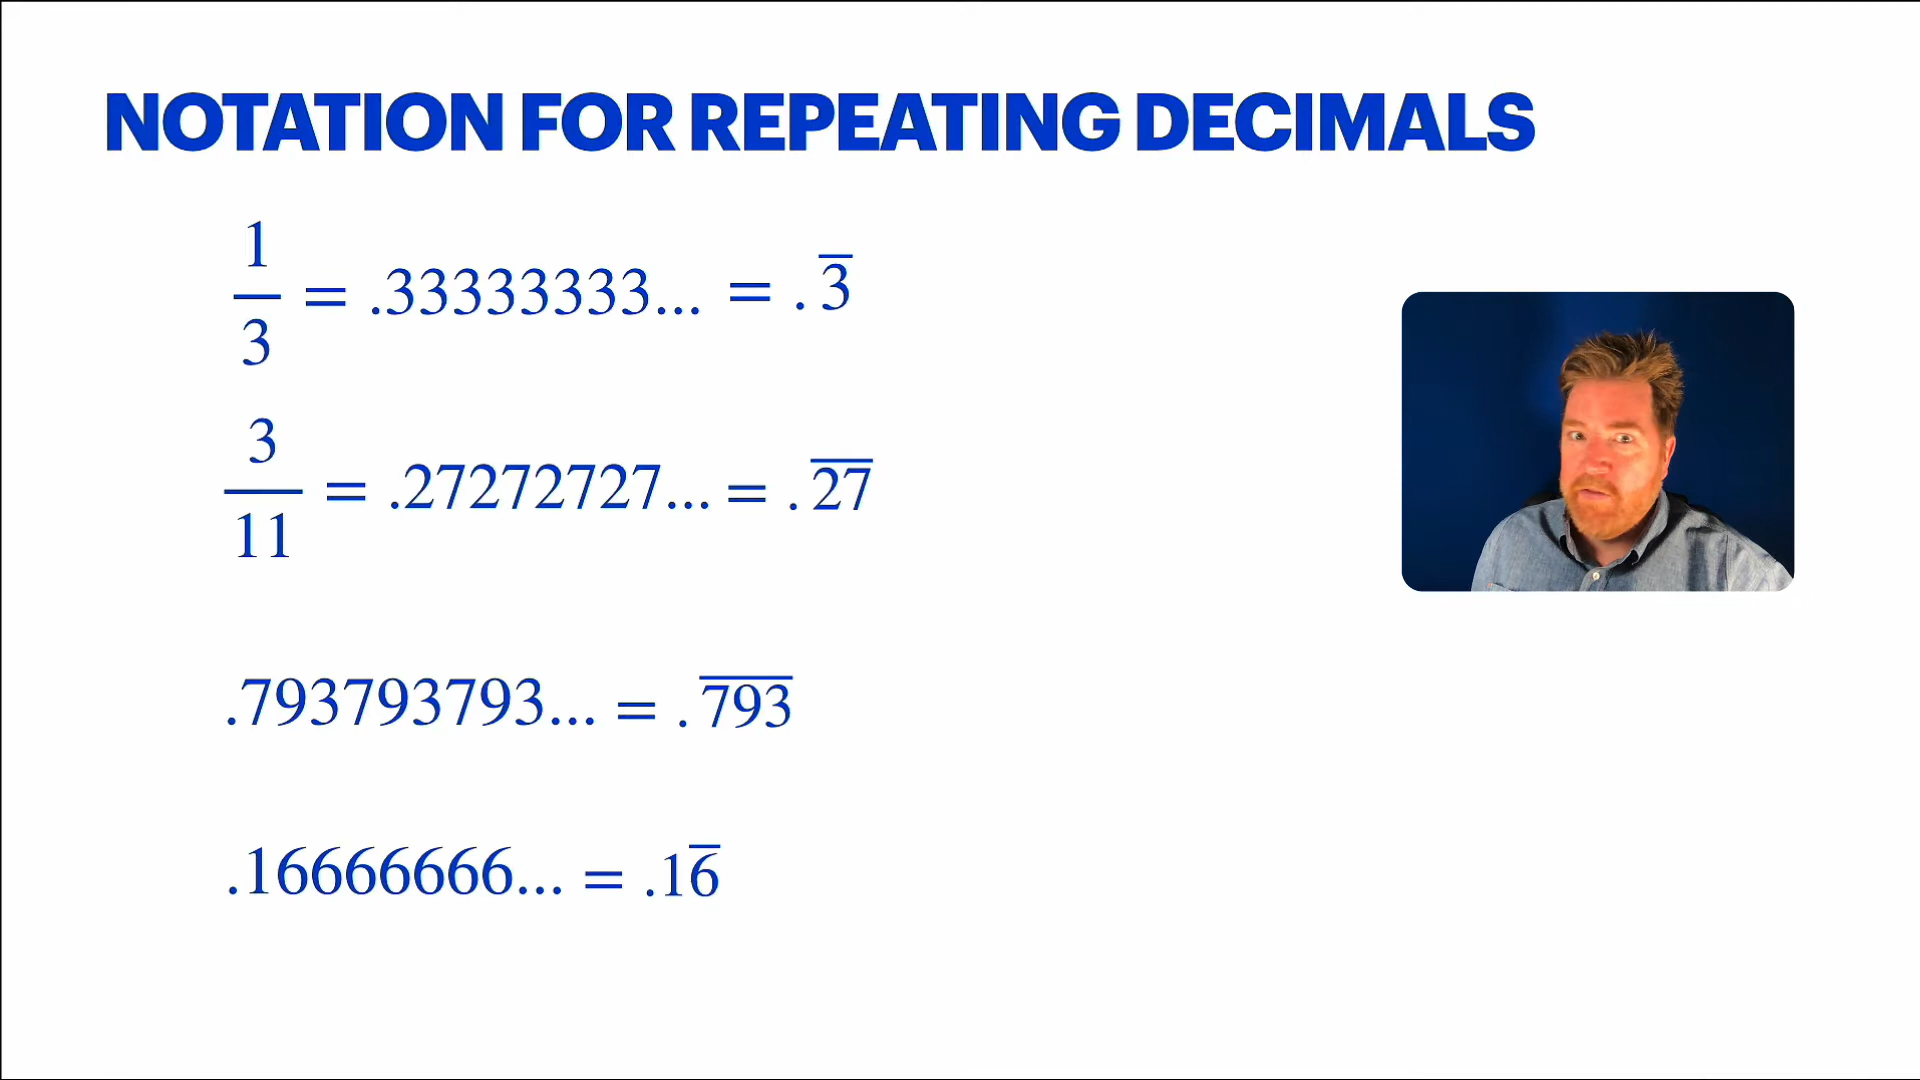 NOTATION FOR REPEATING DECIMALS
1/3 = .33333333... = .3̅
3/11 = .27272727... = .2̅7̅
.793793793... = .7̅9̅3̅
.16666666... = .16̅